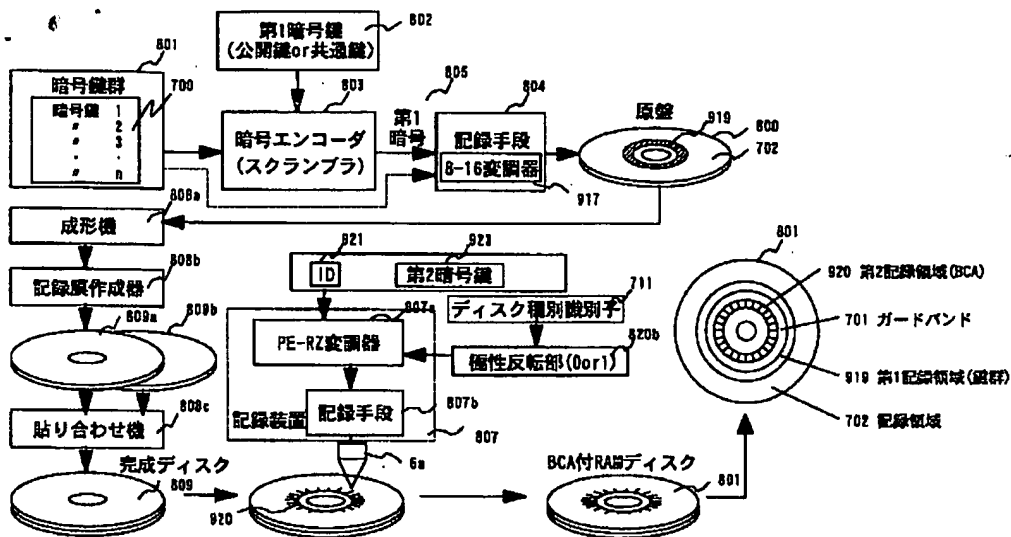 802
第1暗号鍵
(公開鍵or共通鍵)
801
暗号鍵群
700
暗号鍵 1
〃 2
〃 3
〃 ・
〃 n
803
暗号エンコーダ
(スクランブラ)
805
第1
暗号
804
記録手段
8-16変調器
917
原盤
919
800
702
808a
成形機
808b
記録膜作成器
809a
809b
808c
貼り合わせ機
完成ディスク
809
921
ID
923
第2暗号鍵
711
ディスク種別識別子
807a
PE-RZ変調器
820b
極性反転部(0or1)
記録装置
記録手段
807b
807
6a
920
BCA付RAMディスク
801
801
920 第2記録領域(BCA)
701 ガードバンド
919 第1記録領域(鍵群)
702 記録領域